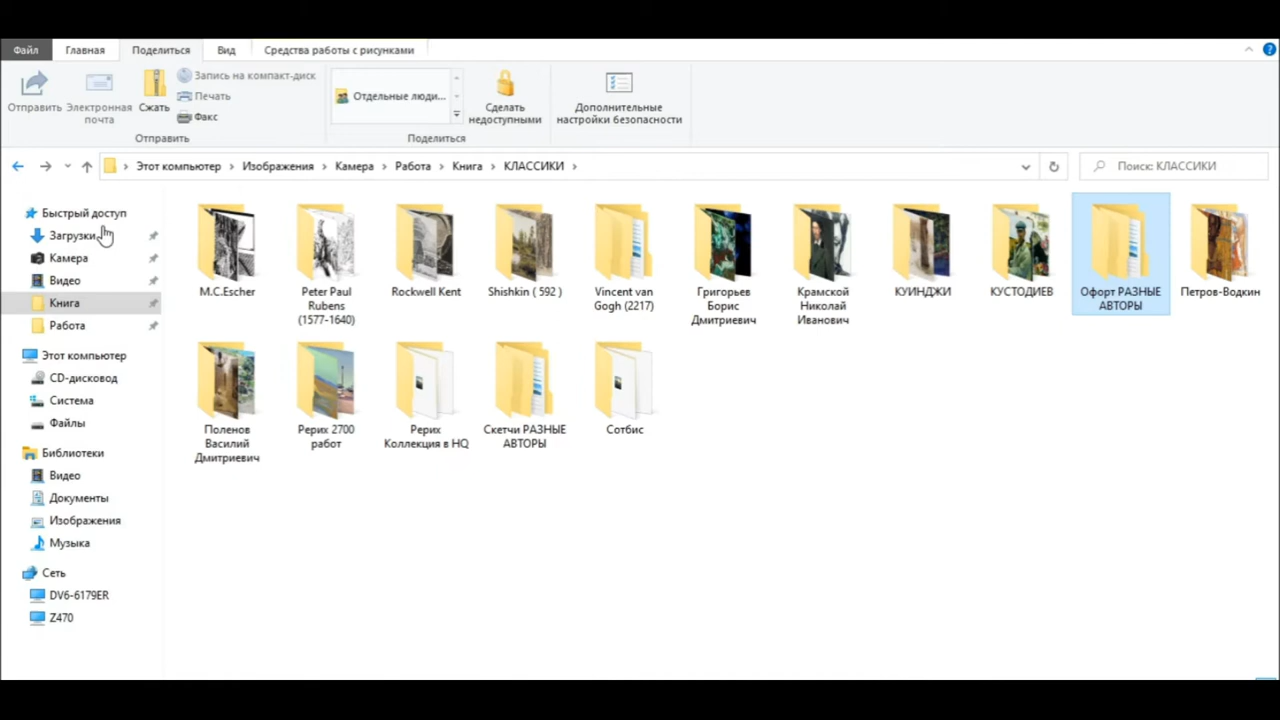 Файл Главная Поделиться Вид Средства работы с рисунками
Отправить
Электронная
почта
Сжать
Запись на компакт-диск
Печать
Факс
Отправить
Отдельные люди...
Сделать
недоступными
Поделиться
Дополнительные
настройки безопасности
Этот компьютер › Изображения › Камера › Работа › Книга › КЛАССИКИ ›
Поиск: КЛАССИКИ
Быстрый доступ
Загрузки
Камера
Видео
Книга
Работа
Этот компьютер
CD-дисковод
Система
Файлы
Библиотеки
Видео
Документы
Изображения
Музыка
Сеть
DV6-6179ER
Z470
M.C.Escher
Peter Paul
Rubens
(1577-1640)
Rockwell Kent
Shishkin ( 592 )
Vincent van
Gogh (2217)
Григорьев
Борис
Дмитриевич
Крамской
Николай
Иванович
КУИНДЖИ
КУСТОДИЕВ
Офорт РАЗНЫЕ
АВТОРЫ
Петров-Водкин
Поленов
Василий
Дмитриевич
Рерих 2700
работ
Рерих
Коллекция в HQ
Скетчи РАЗНЫЕ
АВТОРЫ
Сотбис